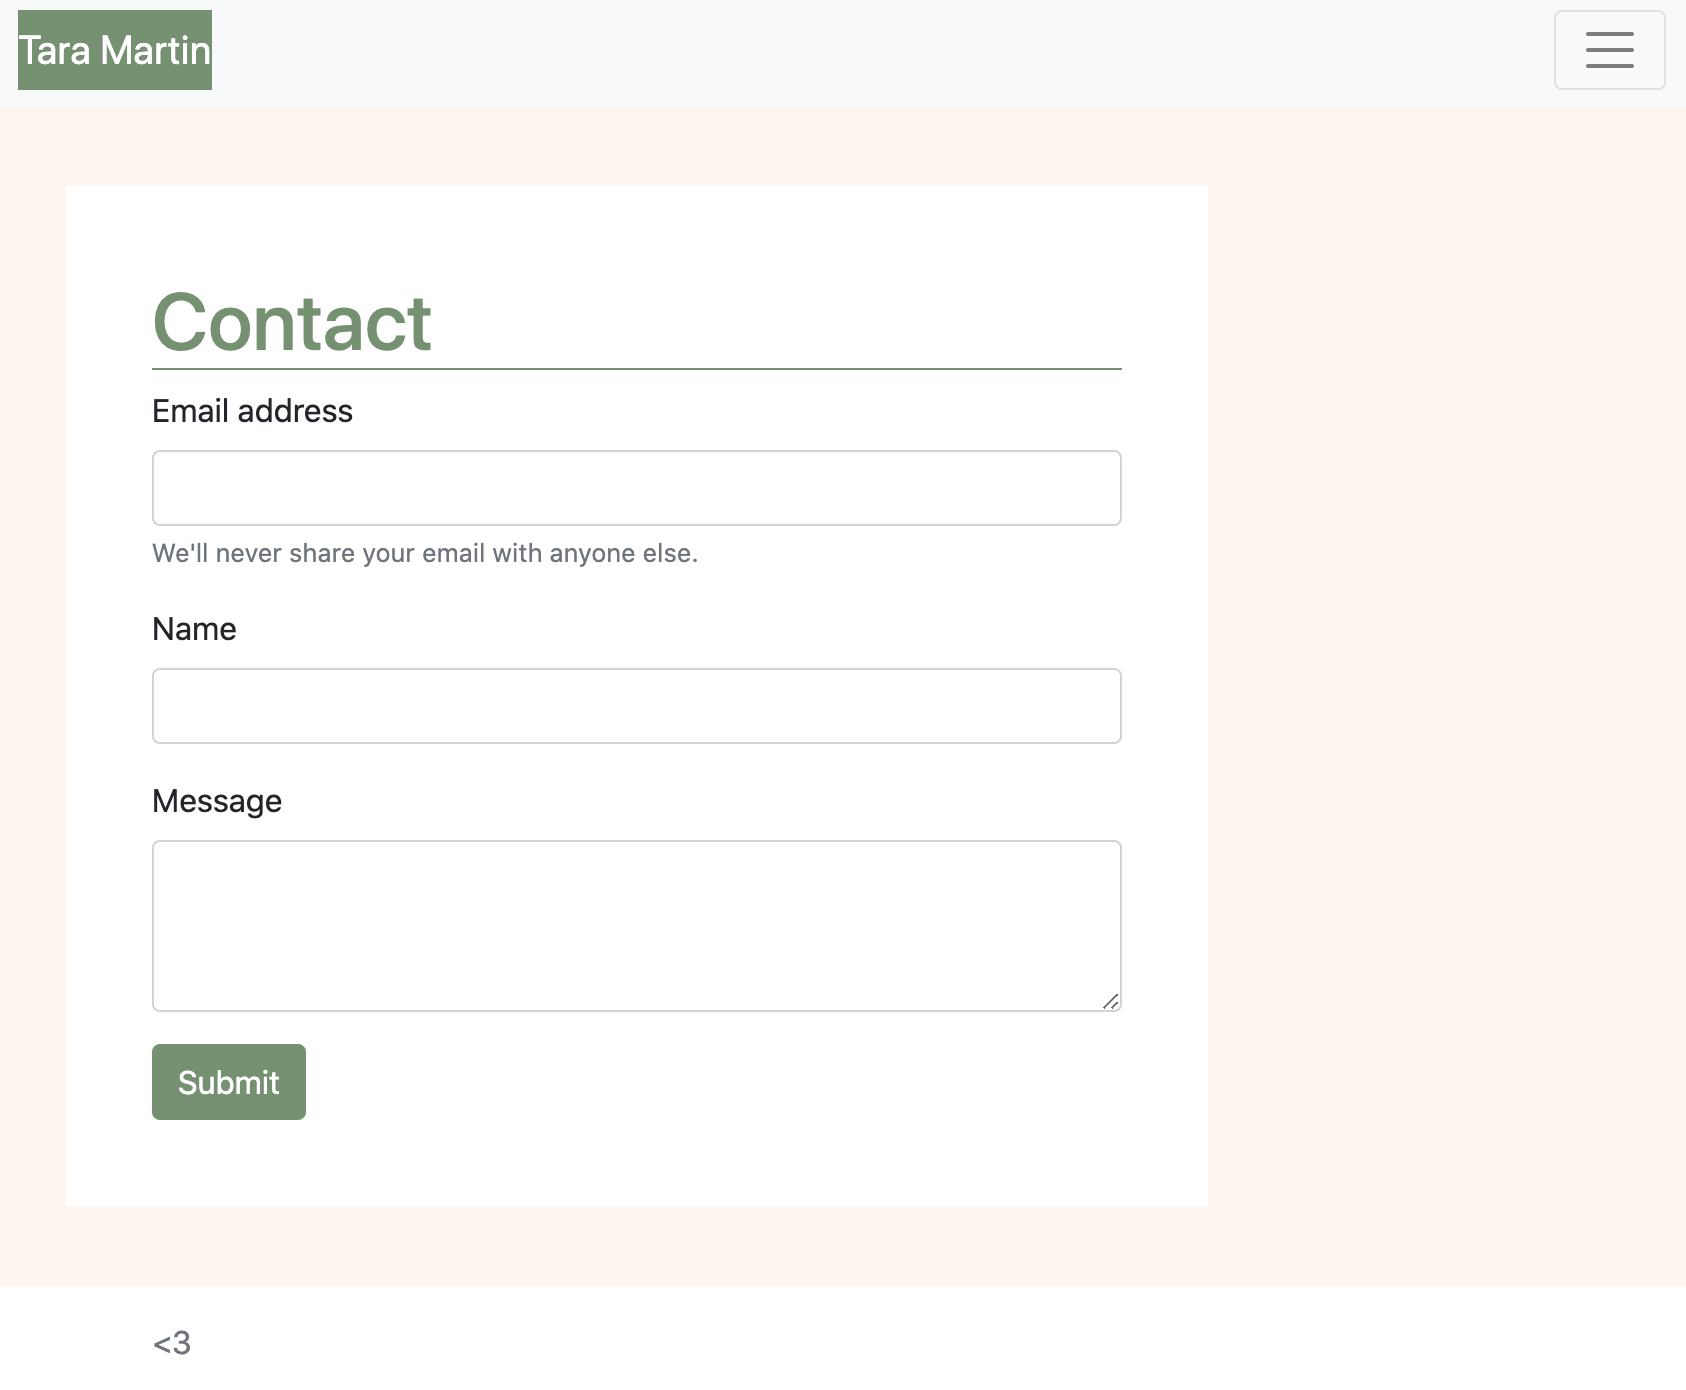 Tara Martin
Contact
Email address
We'll never share your email with anyone else.
Name
Message
Submit
<3